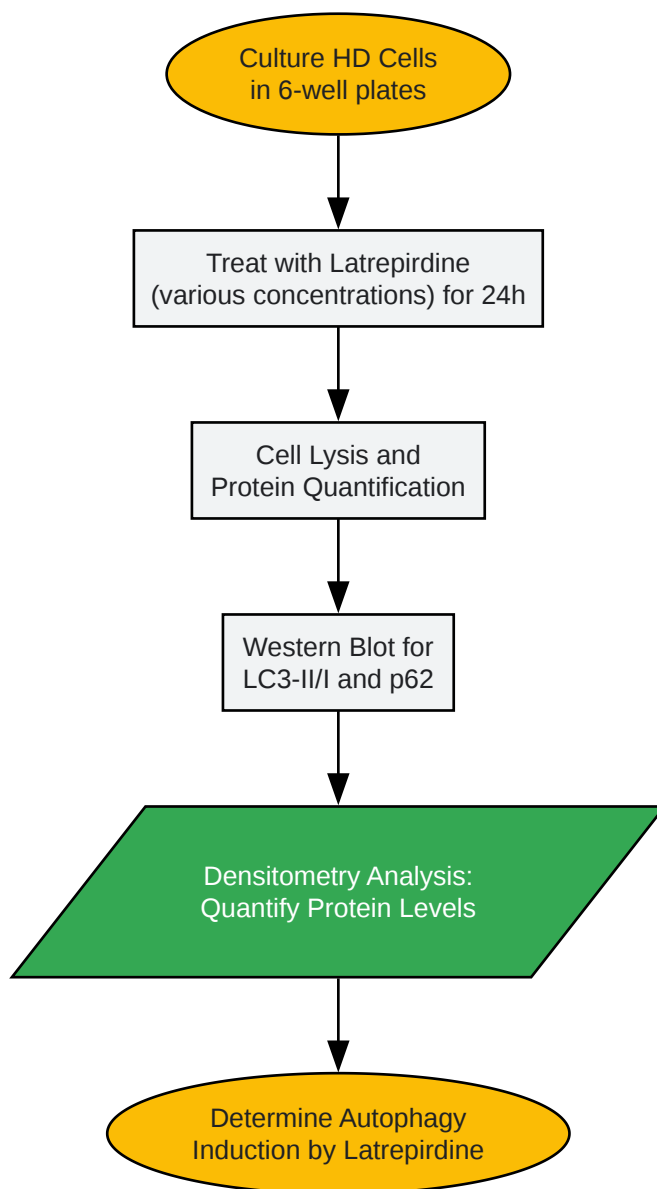 Culture HD Cells
in 6-well plates
Treat with Latrepirdine
(various concentrations) for 24h
Cell Lysis and
Protein Quantification
Western Blot for
LC3-II/I and p62
Densitometry Analysis:
Quantify Protein Levels
Determine Autophagy
Induction by Latrepirdine